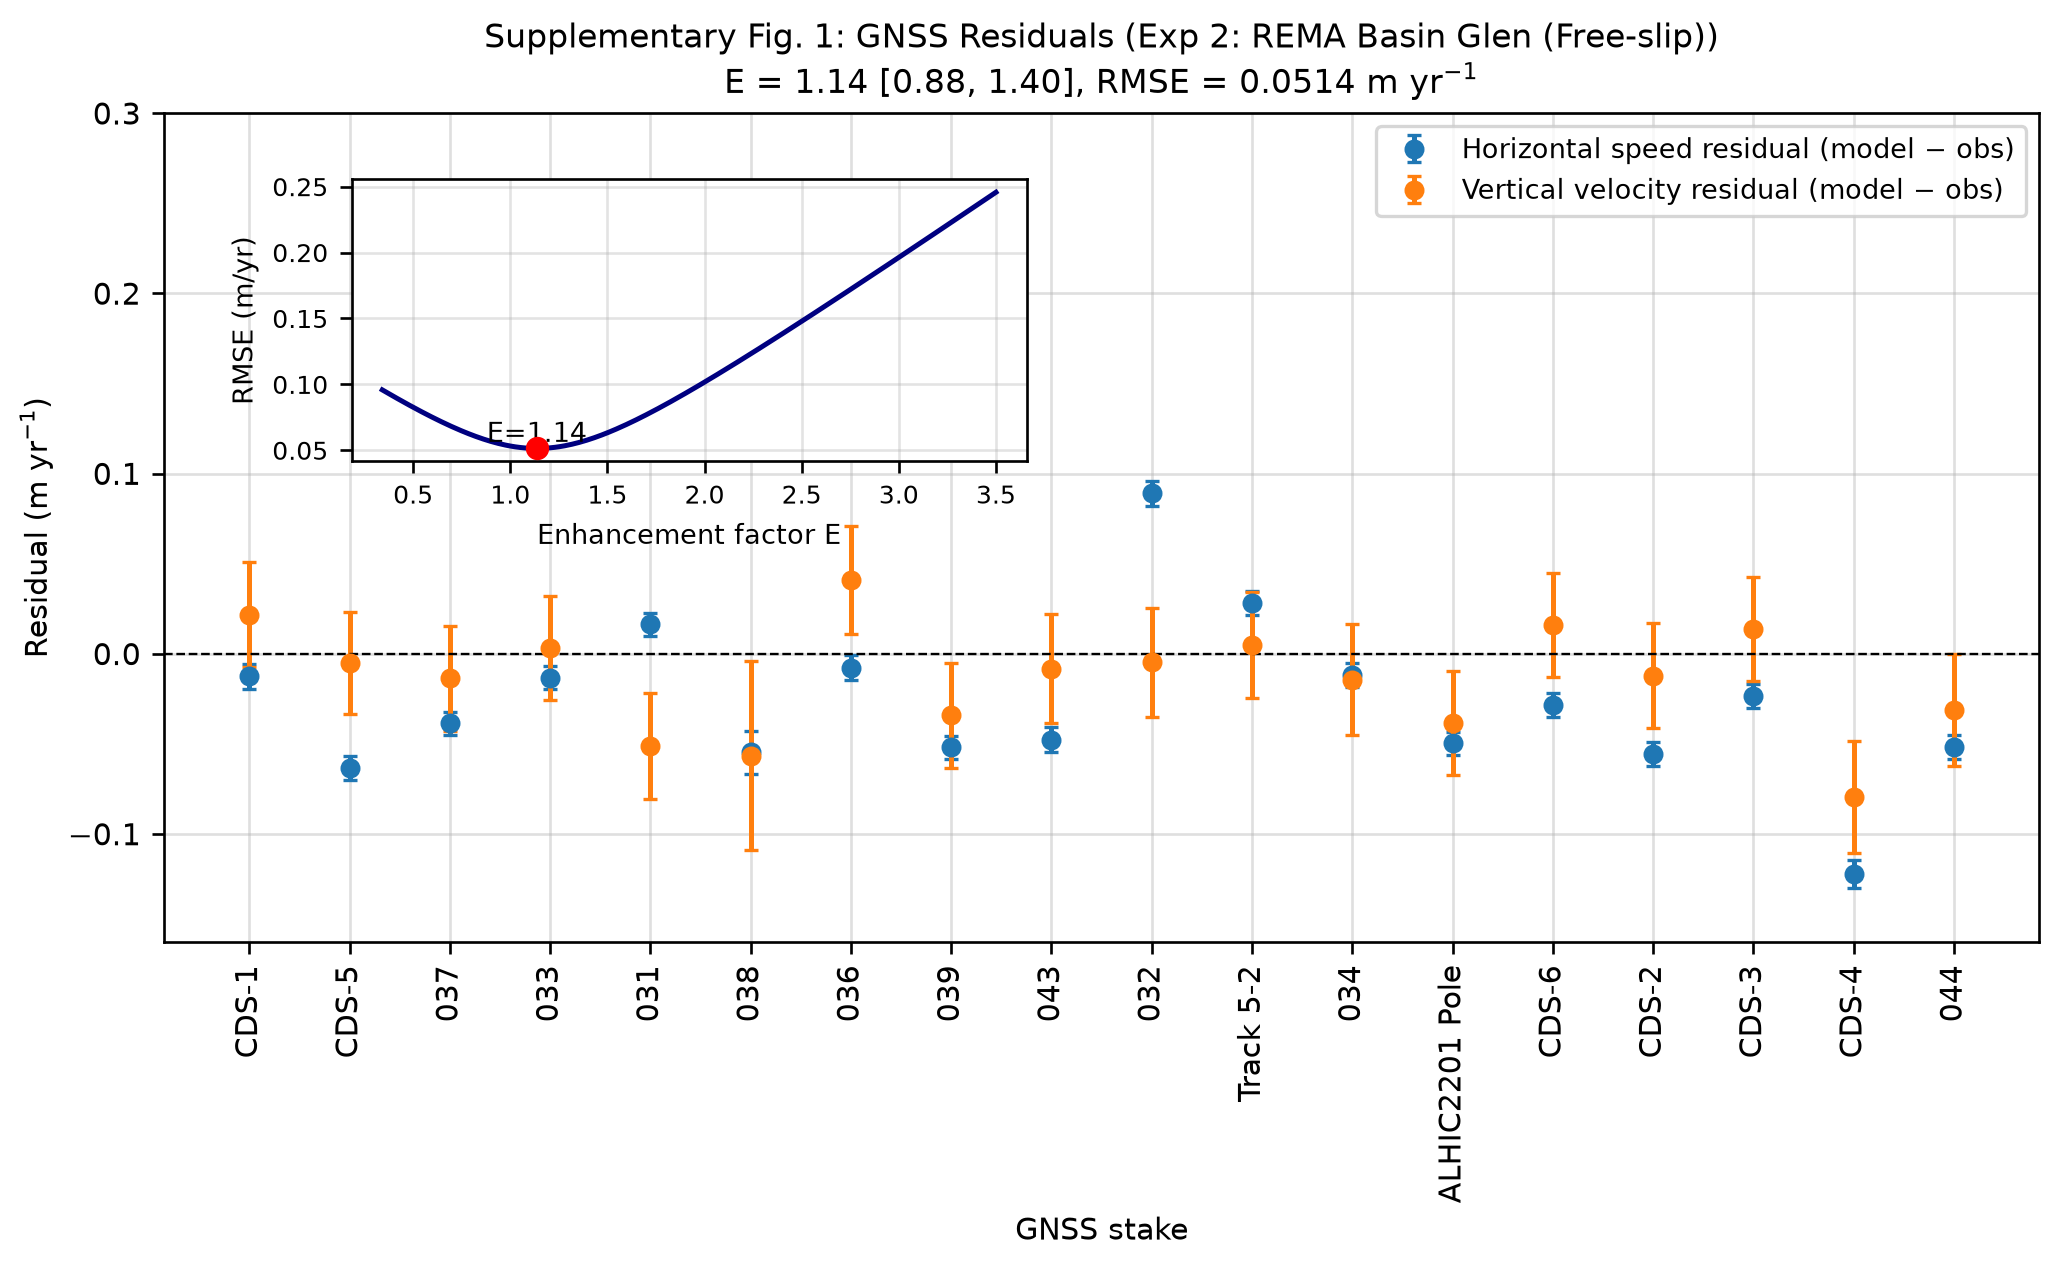 Supplementary Fig. 1: GNSS Residuals (Exp 2: REMA Basin Glen (Free-slip))
E = 1.14 [0.88, 1.40], RMSE = 0.0514 m yr⁻¹
Horizontal speed residual (model − obs)
Vertical velocity residual (model − obs)
Residual (m yr⁻¹)
0.3
0.2
0.1
0.0
−0.1
RMSE (m/yr)
0.25
0.20
0.15
0.10
0.05
E=1.14
0.5 1.0 1.5 2.0 2.5 3.0 3.5
Enhancement factor E
CDS-1
CDS-5
037
033
031
038
036
039
043
032
Track 5-2
034
ALHIC2201 Pole
CDS-6
CDS-2
CDS-3
CDS-4
044
GNSS stake